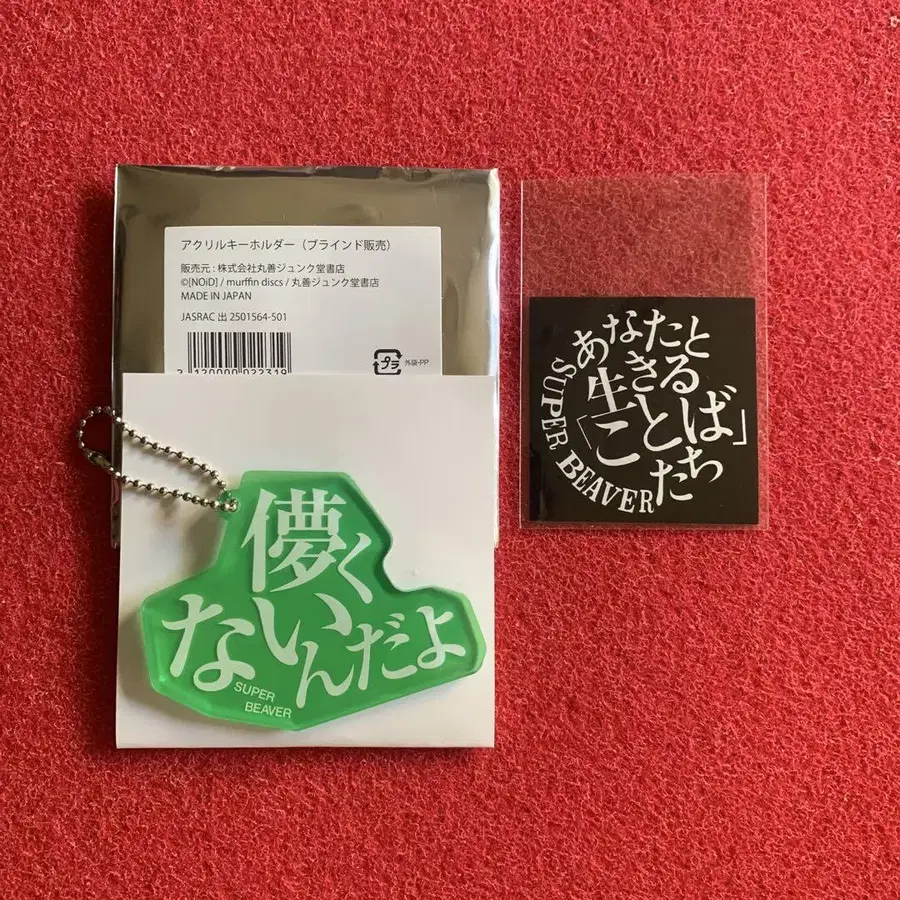 アクリルキーホルダー（ブラインド販売）
販売元：株式会社丸善ジュンク堂書店
©[NOiD] / murffin discs / 丸善ジュンク堂書店
MADE IN JAPAN
JASRAC 出 2501564-501
プラ
外袋-PP
2120000022319
儚く
ないんだよ
SUPER
BEAVER
あなたと
生きる
「ことば」
たち
SUPER BEAVER